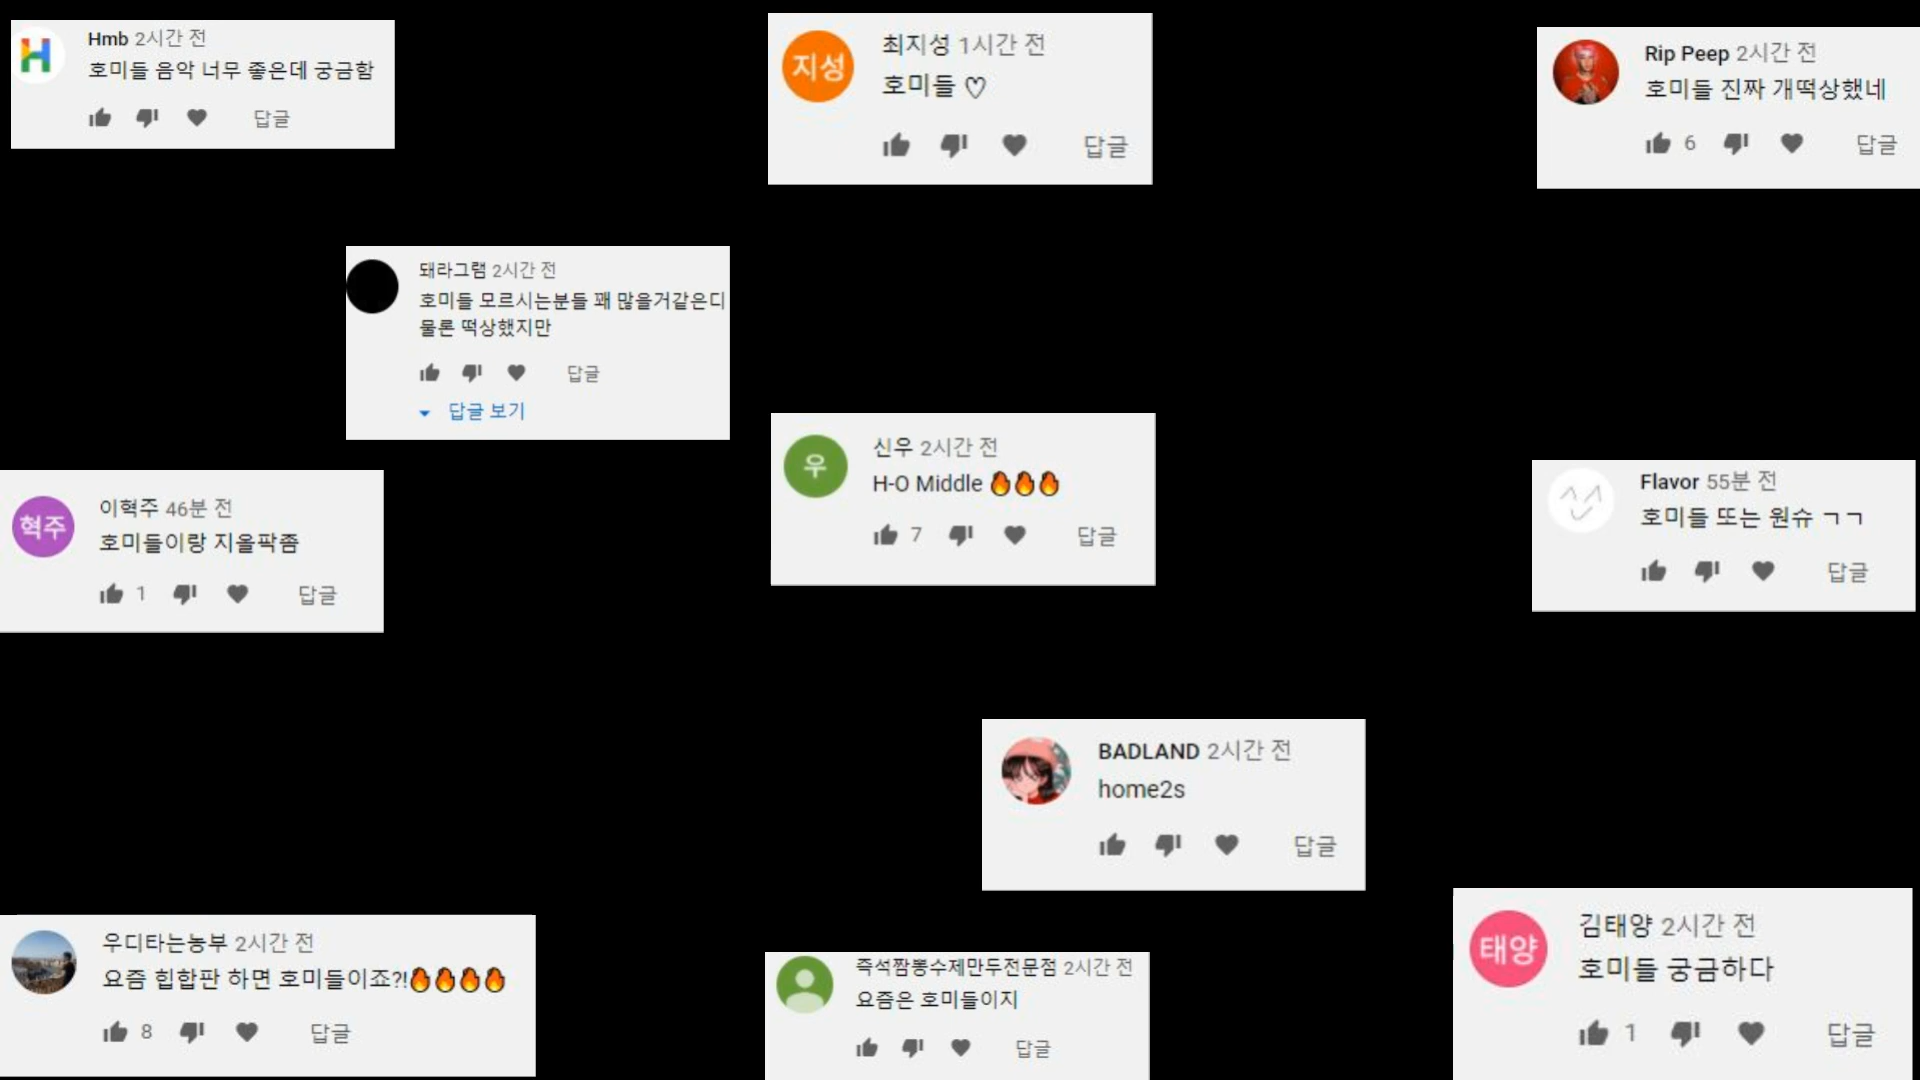 Hmb 2시간 전
호미들 음악 너무 좋은데 궁금함
답글
지성
최지성 1시간 전
호미들 ♡
답글
Rip Peep 2시간 전
호미들 진짜 개떡상했네
6
답글
돼라그램 2시간 전
호미들 모르시는분들 꽤 많을거같은디
물론 떡상했지만
답글
답글 보기
우
신우 2시간 전
H-O Middle 🔥🔥🔥
7
답글
혁주
이혁주 46분 전
호미들이랑 지올팍좀
1
답글
Flavor 55분 전
호미들 또는 원슈 ㄱㄱ
답글
BADLAND 2시간 전
home2s
답글
우디타는농부 2시간 전
요즘 힙합판 하면 호미들이죠?!🔥🔥🔥🔥
8
답글
즉석짬뽕수제만두전문점 2시간 전
요즘은 호미들이지
답글
태양
김태양 2시간 전
호미들 궁금하다
1
답글